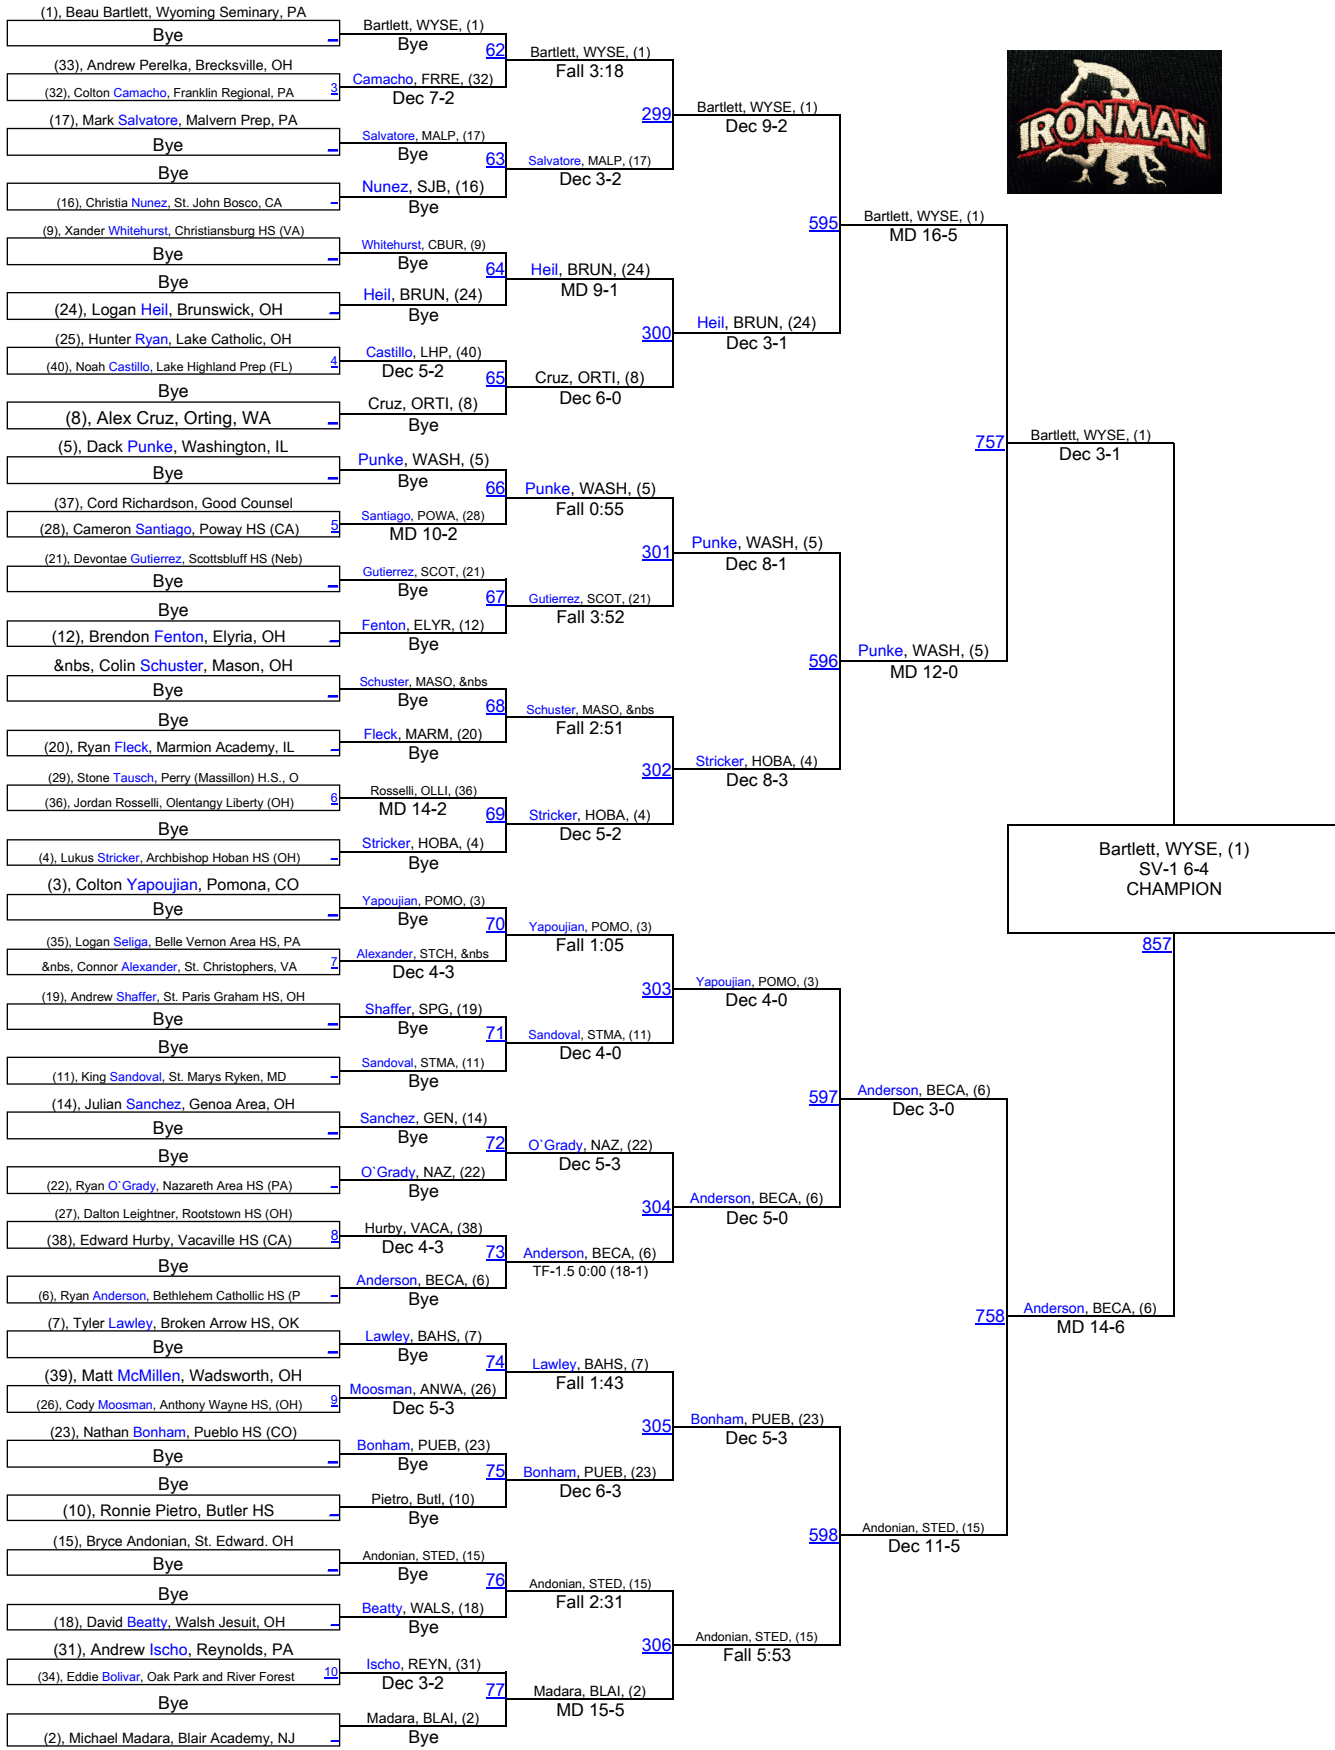 (1), Beau Bartlett, Wyoming Seminary, PA
Bye
(33), Andrew Perelka, Brecksville, OH
(32), Colton Camacho, Franklin Regional, PA 3
(17), Mark Salvatore, Malvern Prep, PA
Bye
Bye
(16), Christia Nunez, St. John Bosco, CA
(9), Xander Whitehurst, Christiansburg HS (VA)
Bye
Bye
(24), Logan Heil, Brunswick, OH
(25), Hunter Ryan, Lake Catholic, OH
(40), Noah Castillo, Lake Highland Prep (FL) 4
Bye
(8), Alex Cruz, Orting, WA
(5), Dack Punke, Washington, IL
Bye
(37), Cord Richardson, Good Counsel
(28), Cameron Santiago, Poway HS (CA) 5
(21), Devontae Gutierrez, Scottsbluff HS (Neb)
Bye
Bye
(12), Brendon Fenton, Elyria, OH
&nbs, Colin Schuster, Mason, OH
Bye
Bye
(20), Ryan Fleck, Marmion Academy, IL
(29), Stone Tausch, Perry (Massillon) H.S., O
(36), Jordan Rosselli, Olentangy Liberty (OH) 6
Bye
(4), Lukus Stricker, Archbishop Hoban HS (OH)
(3), Colton Yapoujian, Pomona, CO
Bye
(35), Logan Seliga, Belle Vernon Area HS, PA
&nbs, Connor Alexander, St. Christophers, VA 7
(19), Andrew Shaffer, St. Paris Graham HS, OH
Bye
Bye
(11), King Sandoval, St. Marys Ryken, MD
(14), Julian Sanchez, Genoa Area, OH
Bye
Bye
(22), Ryan O`Grady, Nazareth Area HS (PA)
(27), Dalton Leightner, Rootstown HS (OH)
(38), Edward Hurby, Vacaville HS (CA) 8
Bye
(6), Ryan Anderson, Bethlehem Cathollic HS (P
(7), Tyler Lawley, Broken Arrow HS, OK
Bye
(39), Matt McMillen, Wadsworth, OH
(26), Cody Moosman, Anthony Wayne HS, (OH) 9
(23), Nathan Bonham, Pueblo HS (CO)
Bye
Bye
(10), Ronnie Pietro, Butler HS
(15), Bryce Andonian, St. Edward. OH
Bye
Bye
(18), David Beatty, Walsh Jesuit, OH
(31), Andrew Ischo, Reynolds, PA
(34), Eddie Bolivar, Oak Park and River Forest 10
Bye
(2), Michael Madara, Blair Academy, NJ
Bartlett, WYSE, (1)
Bye
62
Camacho, FRRE, (32)
Dec 7-2
Salvatore, MALP, (17)
Bye
63
Nunez, SJB, (16)
Bye
Whitehurst, CBUR, (9)
Bye
64
Heil, BRUN, (24)
Bye
Castillo, LHP, (40)
Dec 5-2
65
Cruz, ORTI, (8)
Bye
Punke, WASH, (5)
Bye
66
Santiago, POWA, (28)
MD 10-2
Gutierrez, SCOT, (21)
Bye
67
Fenton, ELYR, (12)
Bye
Schuster, MASO, &nbs
Bye
68
Fleck, MARM, (20)
Bye
Rosselli, OLLI, (36)
MD 14-2
69
Stricker, HOBA, (4)
Bye
Yapoujian, POMO, (3)
Bye
70
Alexander, STCH, &nbs
Dec 4-3
Shaffer, SPG, (19)
Bye
71
Sandoval, STMA, (11)
Bye
Sanchez, GEN, (14)
Bye
72
O`Grady, NAZ, (22)
Bye
Hurby, VACA, (38)
Dec 4-3
73
Anderson, BECA, (6)
Bye
Lawley, BAHS, (7)
Bye
74
Moosman, ANWA, (26)
Dec 5-3
Bonham, PUEB, (23)
Bye
75
Pietro, Butl, (10)
Bye
Andonian, STED, (15)
Bye
76
Beatty, WALS, (18)
Bye
Ischo, REYN, (31)
Dec 3-2
77
Madara, BLAI, (2)
Bye
Bartlett, WYSE, (1)
Fall 3:18
299
Salvatore, MALP, (17)
Dec 3-2
Heil, BRUN, (24)
MD 9-1
300
Cruz, ORTI, (8)
Dec 6-0
Punke, WASH, (5)
Fall 0:55
301
Gutierrez, SCOT, (21)
Fall 3:52
Schuster, MASO, &nbs
Fall 2:51
302
Stricker, HOBA, (4)
Dec 5-2
Yapoujian, POMO, (3)
Fall 1:05
303
Sandoval, STMA, (11)
Dec 4-0
O`Grady, NAZ, (22)
Dec 5-3
304
Anderson, BECA, (6)
TF-1.5 0:00 (18-1)
Lawley, BAHS, (7)
Fall 1:43
305
Bonham, PUEB, (23)
Dec 6-3
Andonian, STED, (15)
Fall 2:31
306
Madara, BLAI, (2)
MD 15-5
Bartlett, WYSE, (1)
Dec 9-2
595
Heil, BRUN, (24)
Dec 3-1
Punke, WASH, (5)
Dec 8-1
596
Stricker, HOBA, (4)
Dec 8-3
Yapoujian, POMO, (3)
Dec 4-0
597
Anderson, BECA, (6)
Dec 5-0
Bonham, PUEB, (23)
Dec 5-3
598
Andonian, STED, (15)
Fall 5:53
Bartlett, WYSE, (1)
MD 16-5
757
Punke, WASH, (5)
MD 12-0
Anderson, BECA, (6)
Dec 3-0
758
Andonian, STED, (15)
Dec 11-5
IRONMAN
Bartlett, WYSE, (1)
Dec 3-1
Anderson, BECA, (6)
MD 14-6
Bartlett, WYSE, (1)
SV-1 6-4
CHAMPION
857